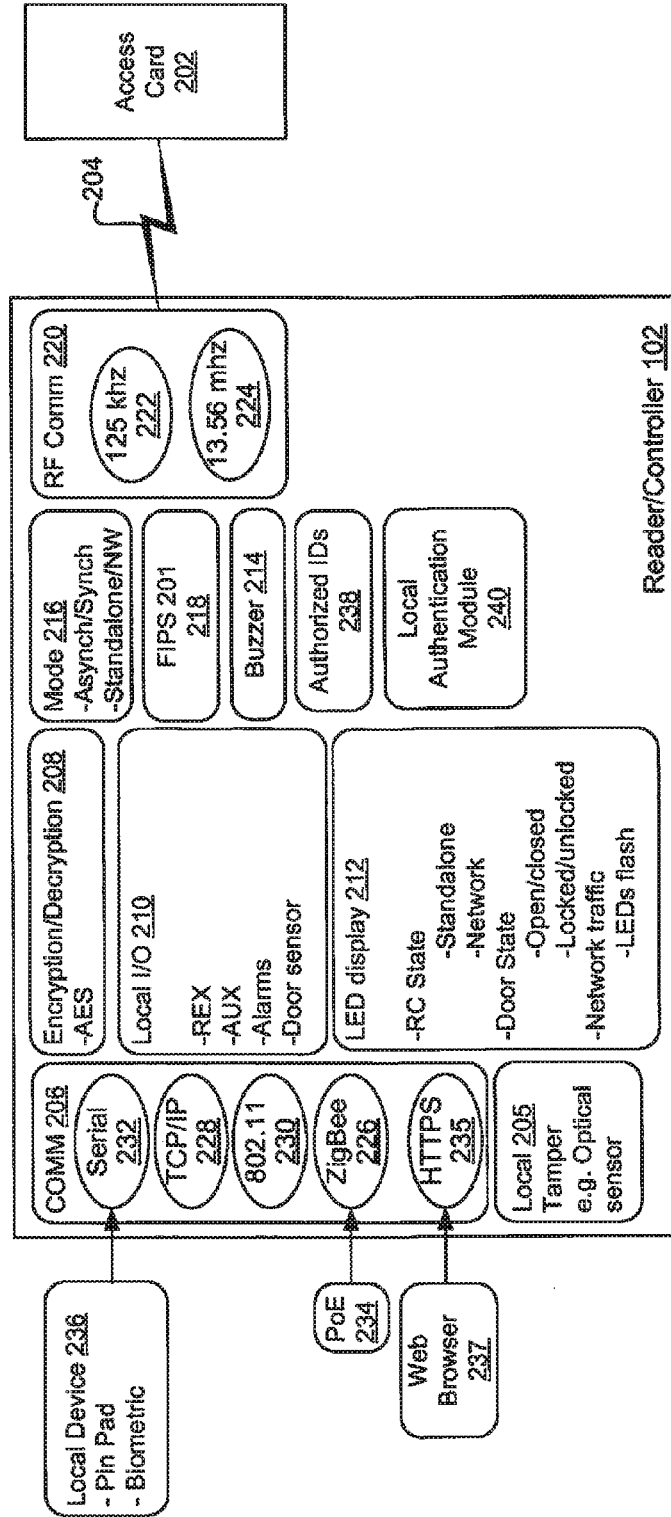 Local Device 236
- Pin Pad
- Biometric
PoE
234
Web
Browser
237
COMM 206
Serial
232
TCP/IP
228
802.11
230
ZigBee
226
HTTPS
235
Local 205
Tamper
e.g. Optical
sensor
Encryption/Decryption 208
-AES
Local I/O 210
-REX
-AUX
-Alarms
-Door sensor
LED display 212
-RC State
-Standalone
-Network
-Door State
-Open/closed
-Locked/unlocked
-Network traffic
-LEDs flash
Mode 216
-Asynch/Synch
-Standalone/NW
FIPS 201
218
Buzzer 214
Authorized IDs
238
Local
Authentication
Module
240
RF Comm 220
125 khz
222
13.56 mhz
224
Reader/Controller 102
204
Access
Card
202